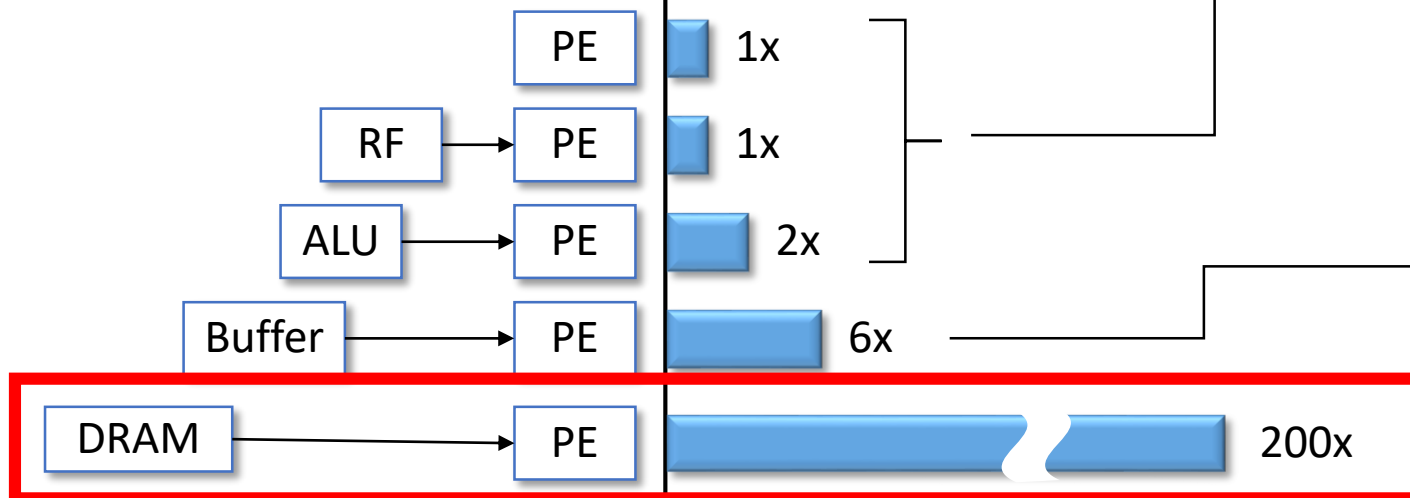 PE 1x
RF PE 1x
ALU PE 2x
Buffer PE 6x
DRAM PE 200x